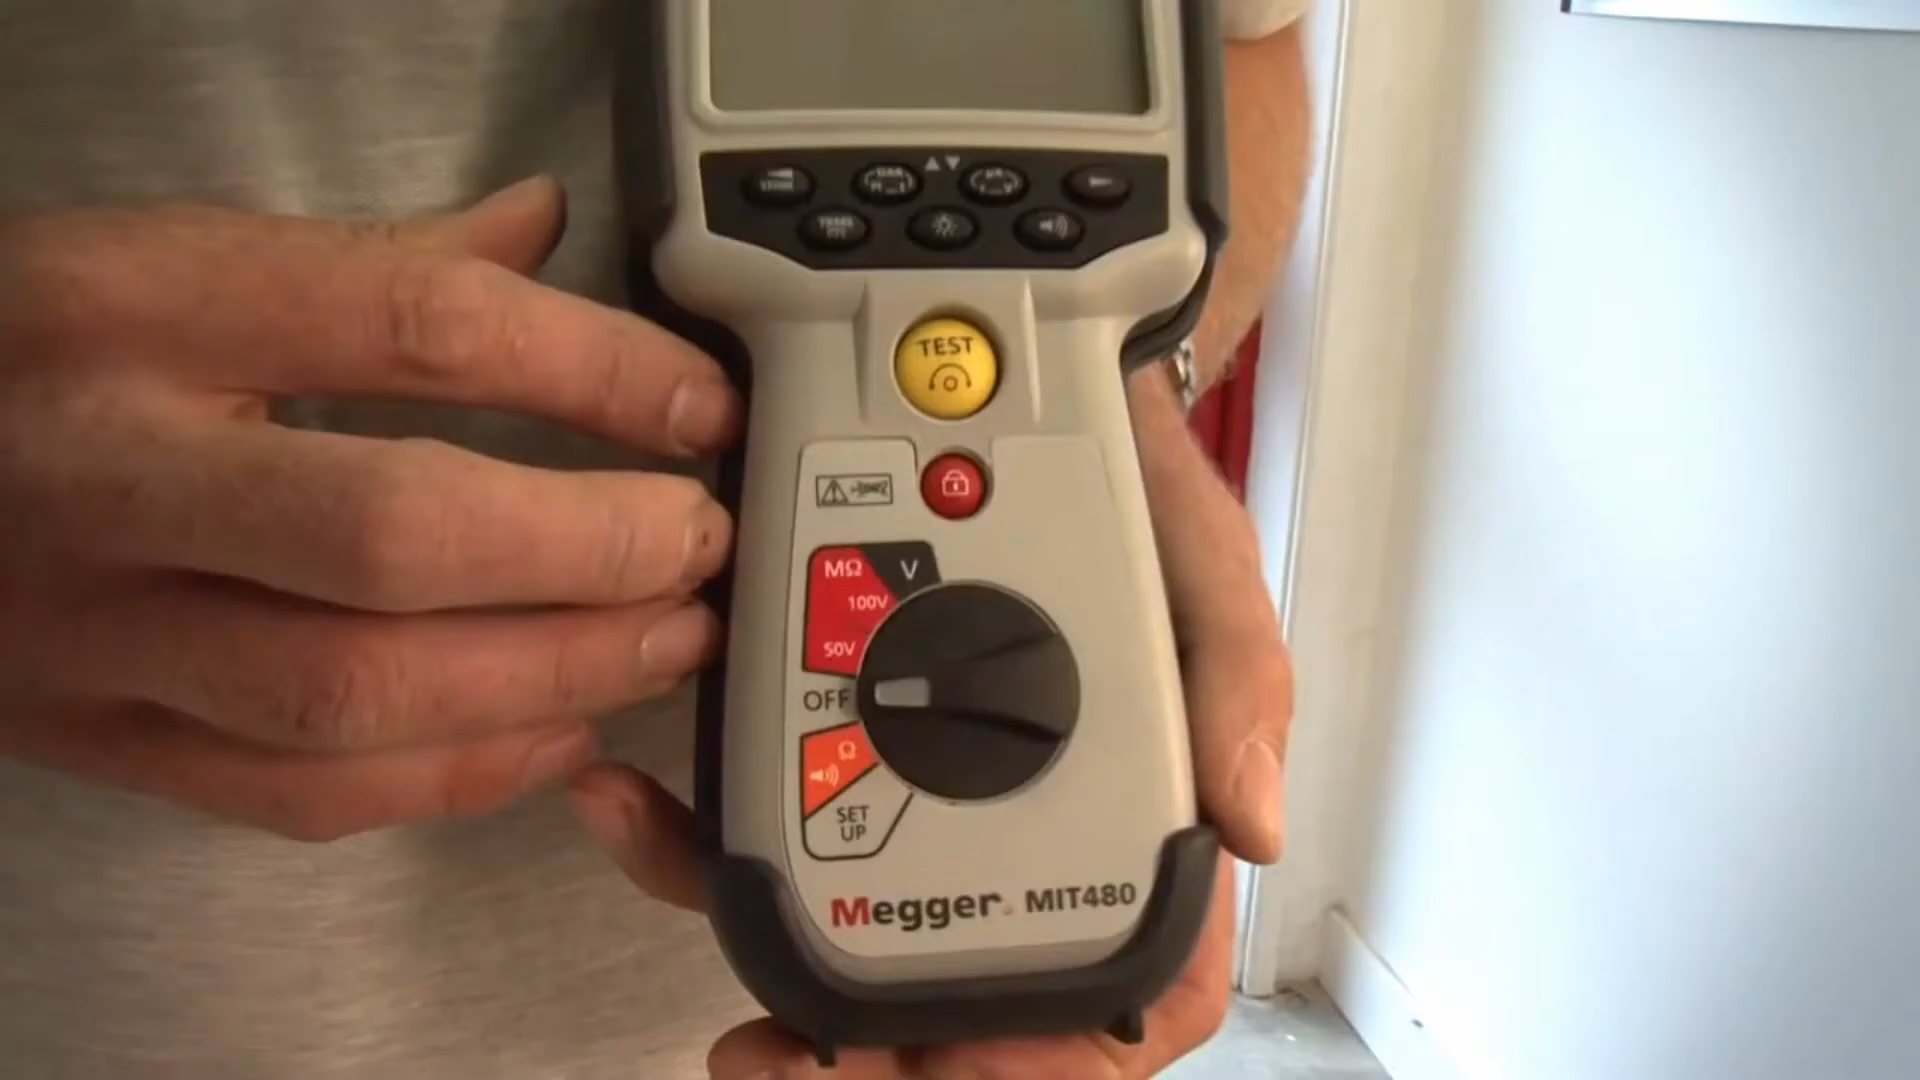 TEST
MΩ V
100V
50V
OFF
Ω
SET
UP
Megger. MIT480